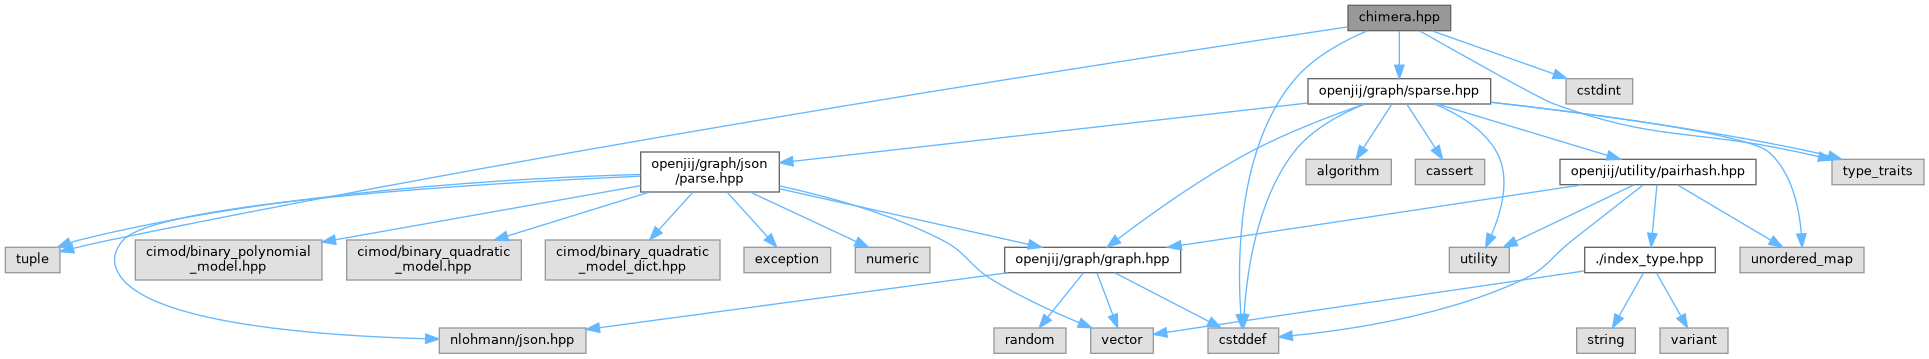 chimera.hpp
openjij/graph/sparse.hpp
cstdint
openjij/graph/json
/parse.hpp
algorithm
cassert
openjij/utility/pairhash.hpp
type_traits
tuple
cimod/binary_polynomial
_model.hpp
cimod/binary_quadratic
_model.hpp
cimod/binary_quadratic
_model_dict.hpp
exception
numeric
openjij/graph/graph.hpp
utility
./index_type.hpp
unordered_map
nlohmann/json.hpp
random
vector
cstddef
string
variant